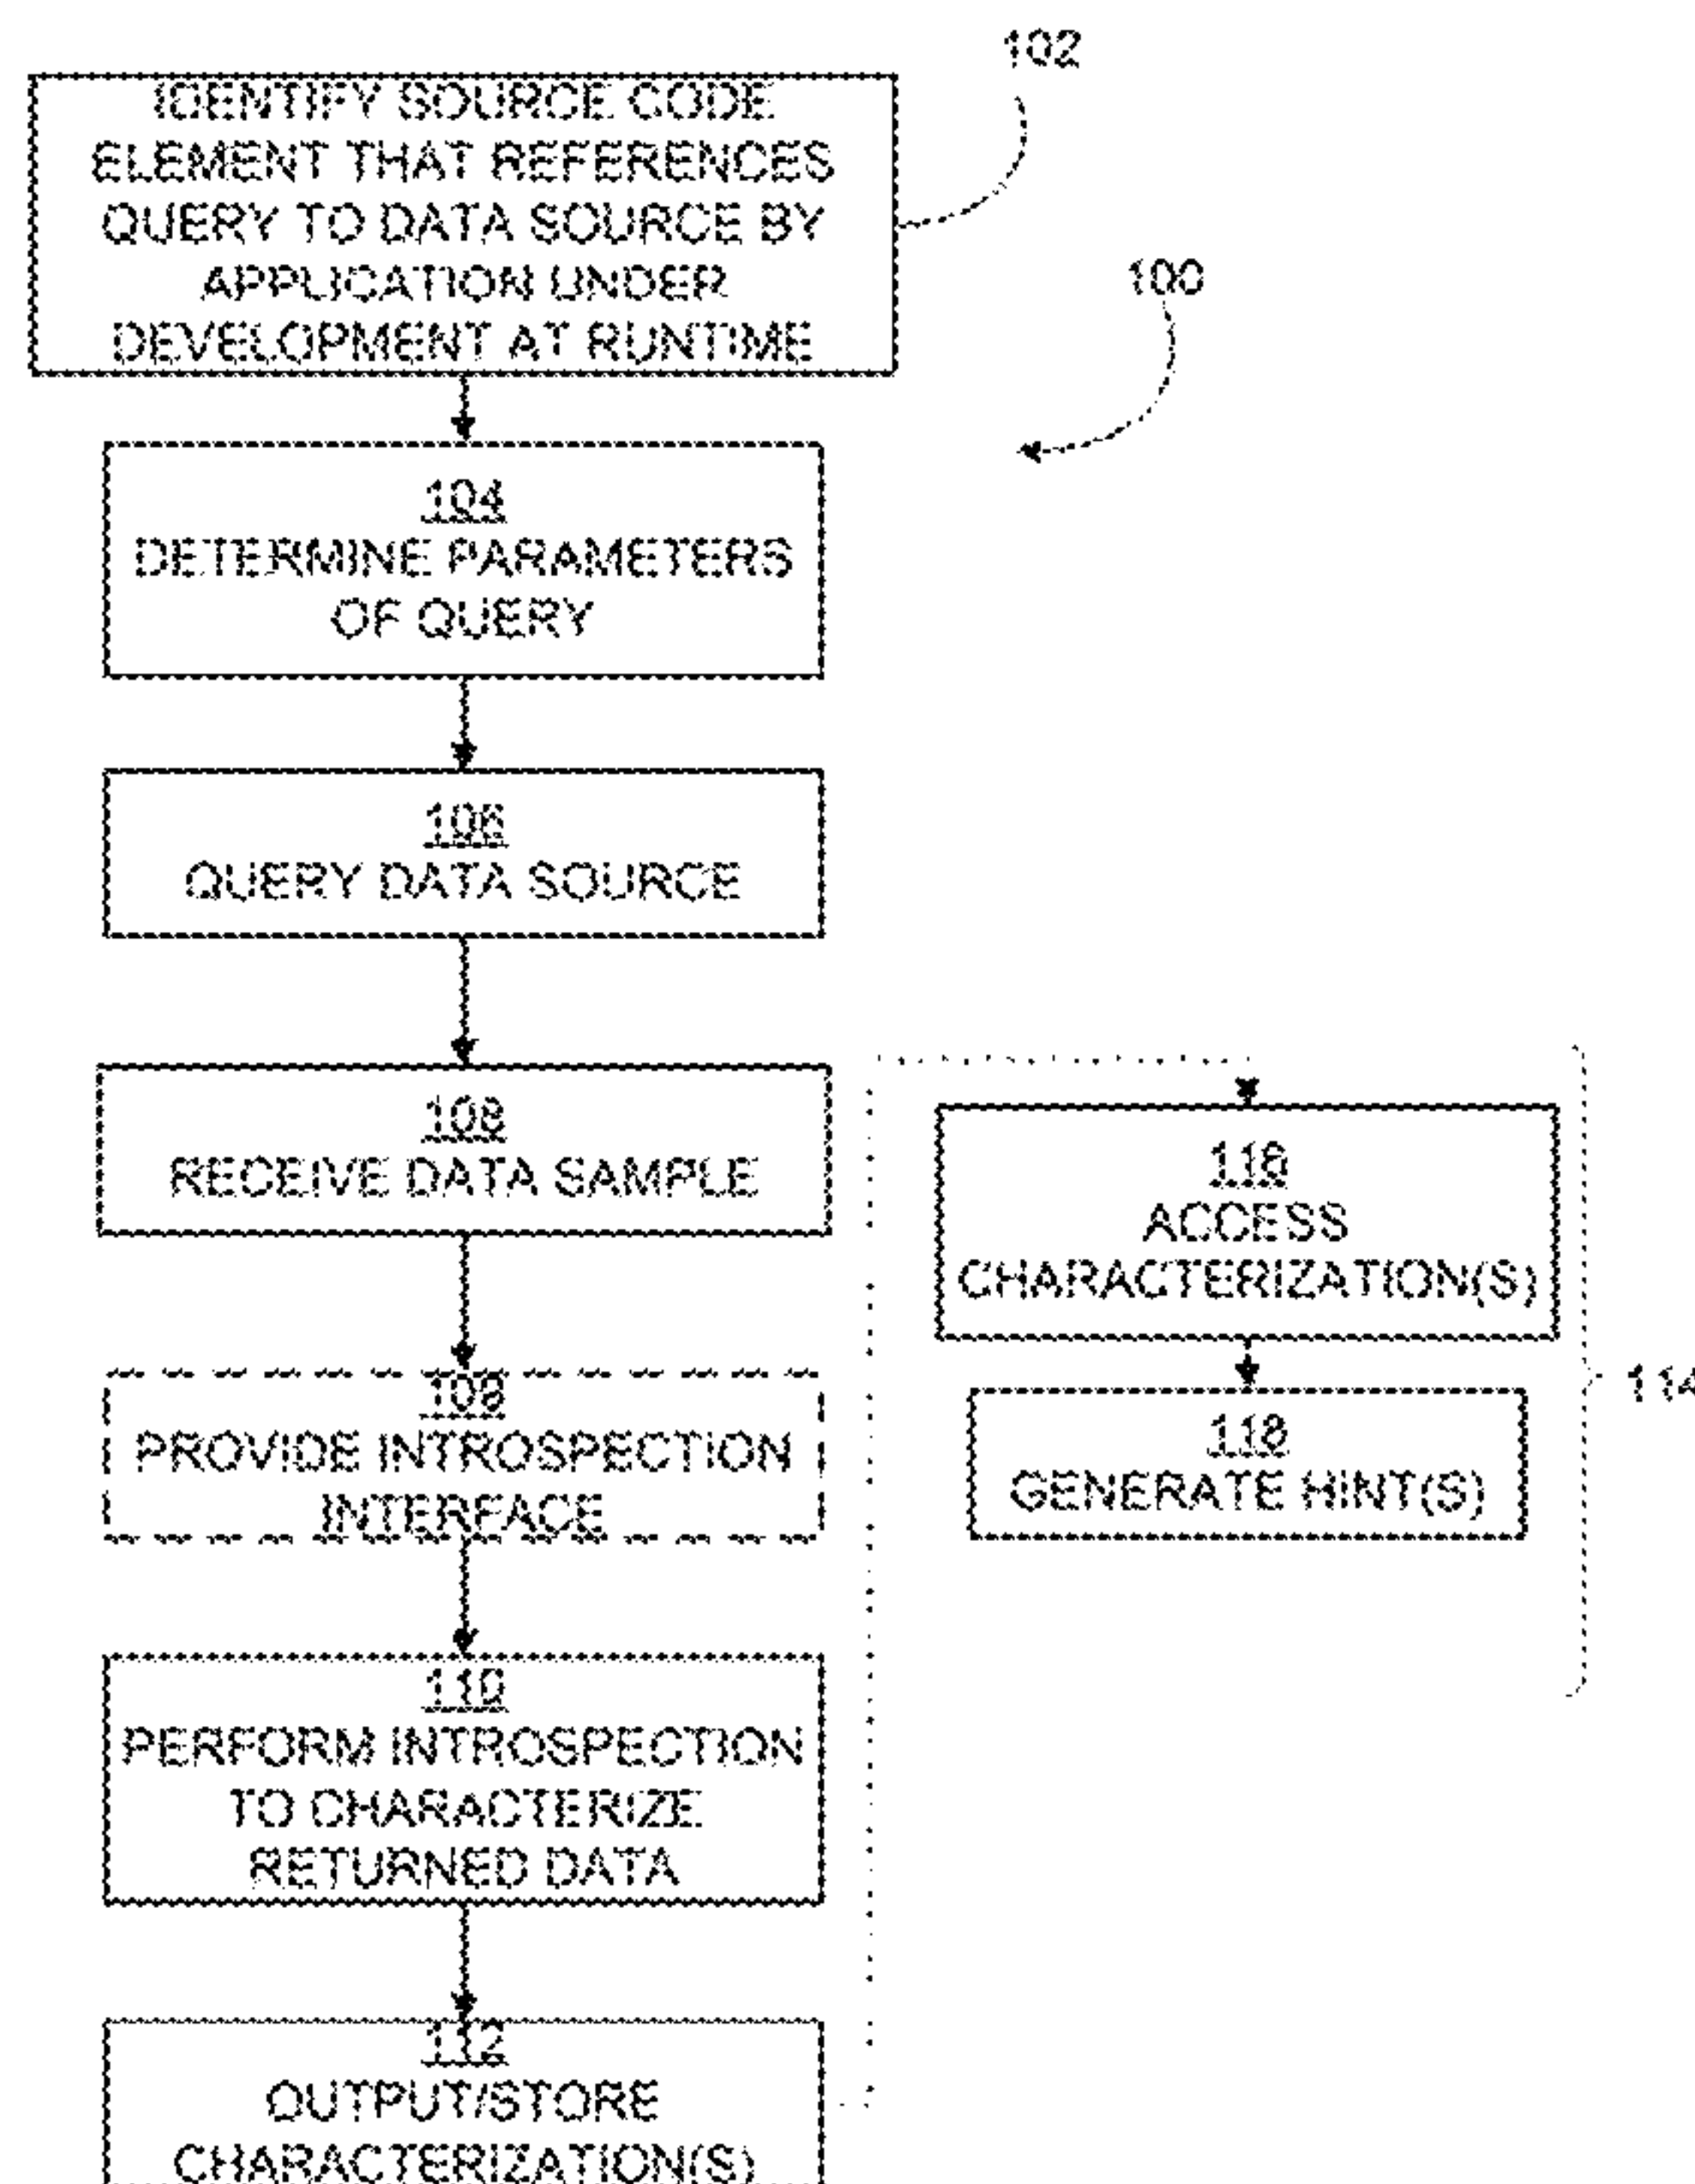 102
IDENTIFY SOURCE CODE
ELEMENT THAT REFERENCES
QUERY TO DATA SOURCE BY
APPLICATION UNDER
DEVELOPMENT AT RUNTIME
100
104
DETERMINE PARAMETERS
OF QUERY
106
QUERY DATA SOURCE
108
RECEIVE DATA SAMPLE
109
PROVIDE INTROSPECTION
INTERFACE
110
PERFORM INTROSPECTION
TO CHARACTERIZE
RETURNED DATA
112
OUTPUT/STORE
CHARACTERIZATION(S)
116
ACCESS
CHARACTERIZATION(S)
118
GENERATE HINT(S)
114